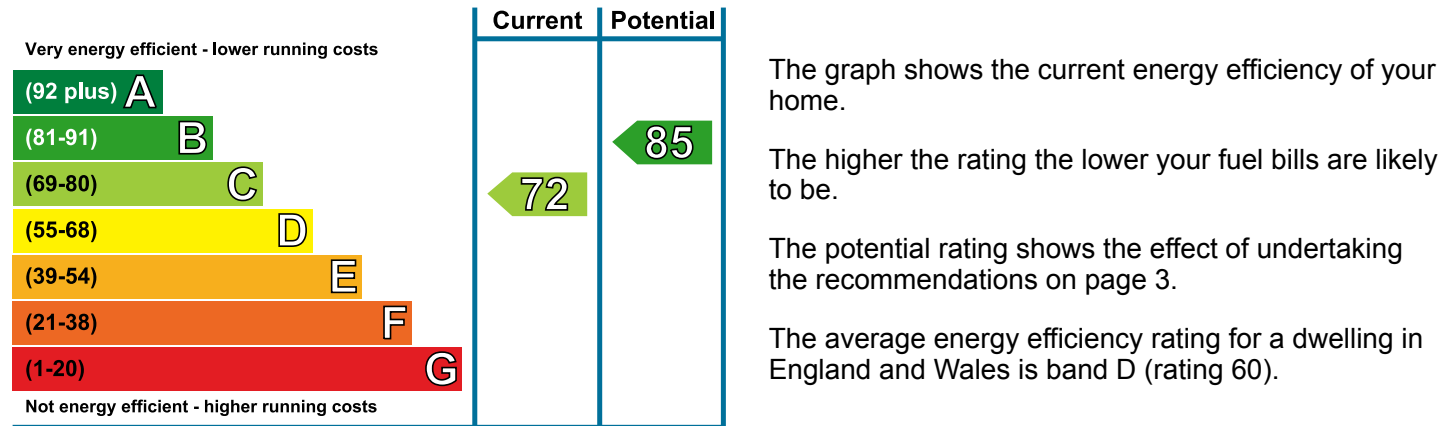 Current Potential
Very energy efficient - lower running costs
(92 plus) A
(81-91) B
85
(69-80) C
72
(55-68) D
(39-54) E
(21-38) F
(1-20) G
Not energy efficient - higher running costs
The graph shows the current energy efficiency of your
home.
The higher the rating the lower your fuel bills are likely
to be.
The potential rating shows the effect of undertaking
the recommendations on page 3.
The average energy efficiency rating for a dwelling in
England and Wales is band D (rating 60).